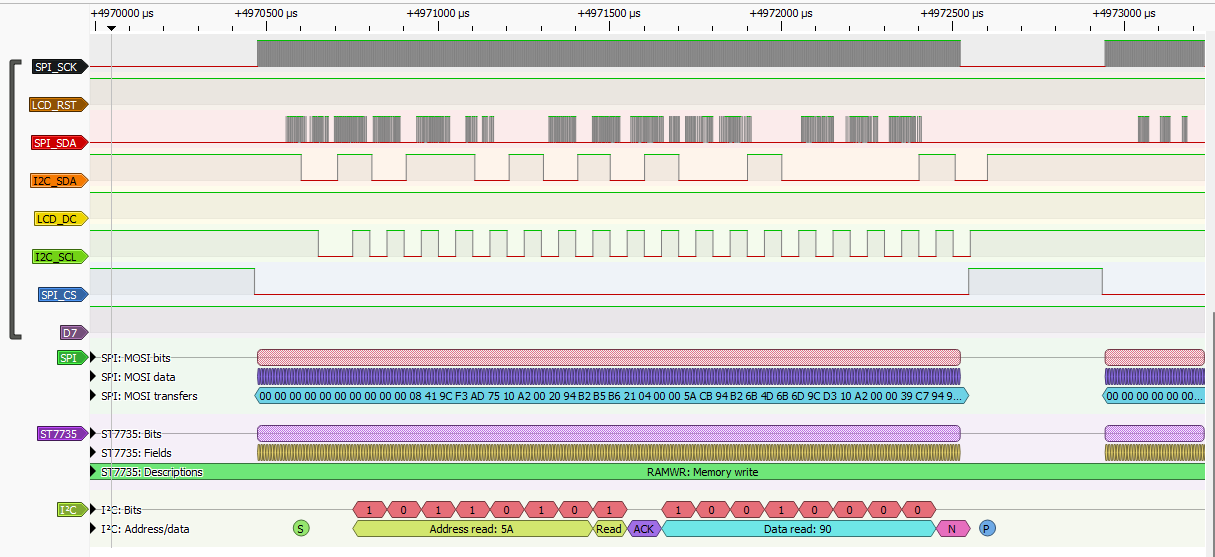 +4970000 µs +4970500 µs +4971000 µs +4971500 µs +4972000 µs +4972500 µs +4973000 µs
SPI_SCK
LCD_RST
SPI_SDA
I2C_SDA
LCD_DC
I2C_SCL
SPI_CS
D7
SPI SPI: MOSI bits
SPI: MOSI data
SPI: MOSI transfers 00 00 00 00 00 00 00 00 00 00 08 41 9C F3 AD 75 10 A2 00 20 94 B2 B5 B6 21 04 00 00 5A CB 94 B2 6B 4D 6B 6D 9C D3 10 A2 00 00 39 C7 94 9... 00 00 00 00 00 00...
ST7735 ST7735: Bits
ST7735: Fields
ST7735: Descriptions RAMWR: Memory write
I²C I²C: Bits 1 0 1 1 0 1 0 1 1 0 0 1 0 0 0 0
I²C: Address/data S Address read: 5A Read ACK Data read: 90 N P